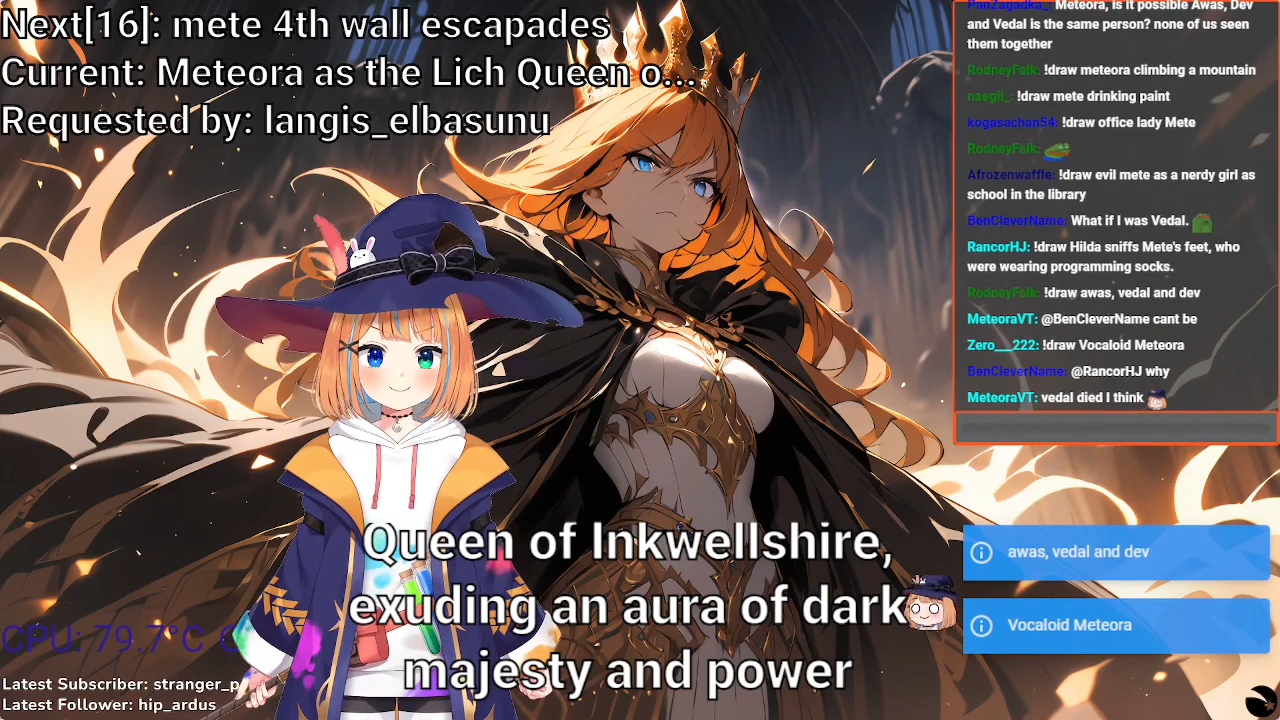 Next[16]: mete 4th wall escapades
Current: Meteora as the Lich Queen o...
Requested by: langis_elbasunu
PanZagadka_: Meteora, is it possible Awas, Dev
and Vedal is the same person? none of us seen
them together
RodneyFalk: !draw meteora climbing a mountain
naegii_: !draw mete drinking paint
kogasachan54: !draw office lady Mete
RodneyFalk:
Afrozenwaffle: !draw evil mete as a nerdy girl as
school in the library
BenCleverName: What if I was Vedal.
RancorHJ: !draw Hilda sniffs Mete's feet, who
were wearing programming socks.
RodneyFalk: !draw awas, vedal and dev
MeteoraVT: @BenCleverName cant be
Zero___222: !draw Vocaloid Meteora
BenCleverName: @RancorHJ why
MeteoraVT: vedal died I think
Queen of Inkwellshire,
exuding an aura of dark
majesty and power
awas, vedal and dev
Vocaloid Meteora
CPU: 79.7°C
Latest Subscriber: stranger_p
Latest Follower: hip_ardus